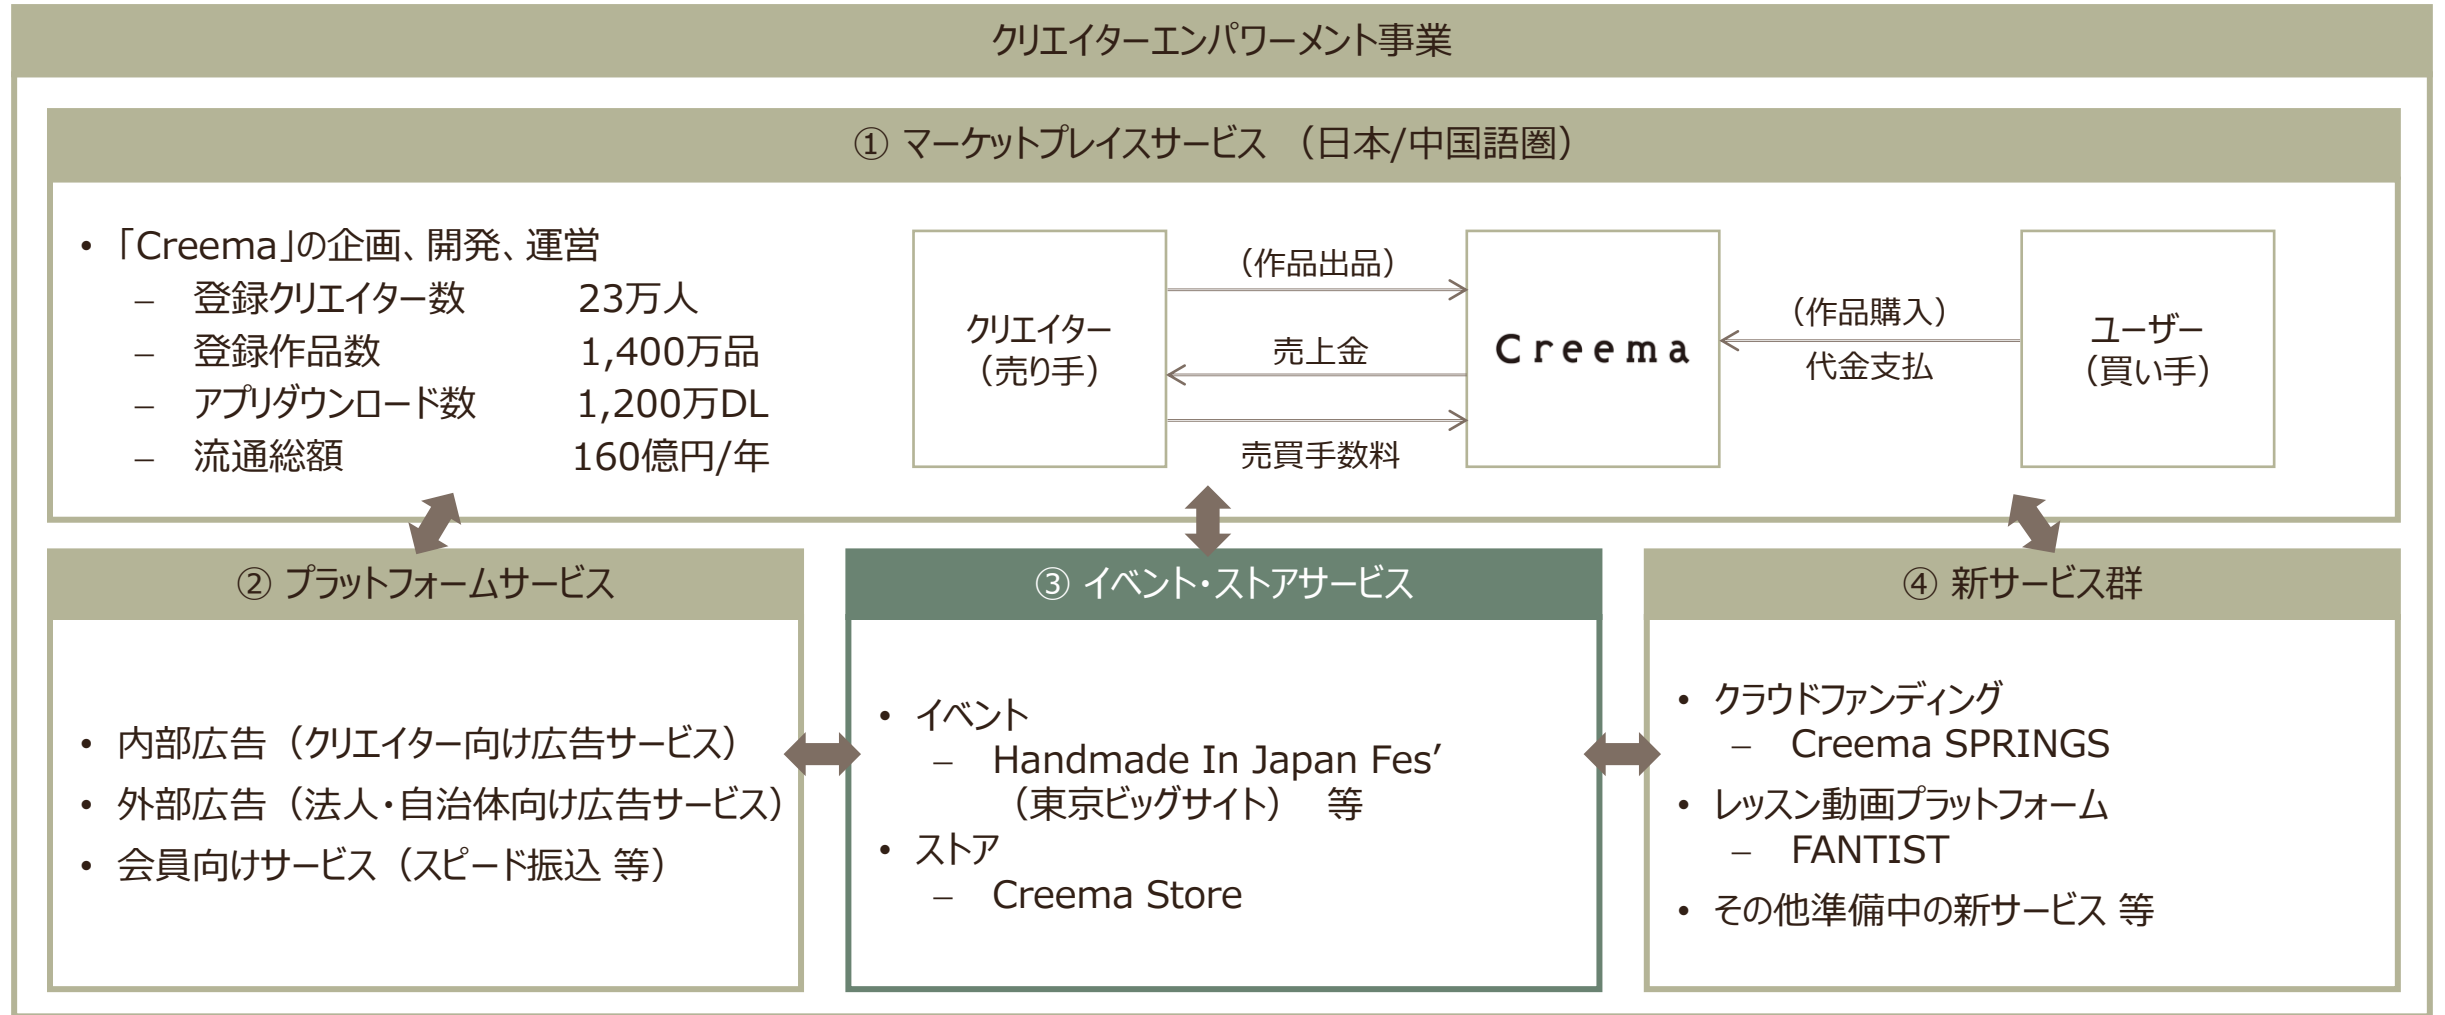 クリエイターエンパワーメント事業
① マーケットプレイスサービス （日本/中国語圏）
• 「Creema」の企画、開発、運営
– 登録クリエイター数 23万人
– 登録作品数 1,400万品
– アプリダウンロード数 1,200万DL
– 流通総額 160億円/年
クリエイター
（売り手）
（作品出品）
売上金
売買手数料
Creema
（作品購入）
代金支払
ユーザー
（買い手）
② プラットフォームサービス
• 内部広告（クリエイター向け広告サービス）
• 外部広告（法人・自治体向け広告サービス）
• 会員向けサービス（スピード振込 等）
③ イベント・ストアサービス
• イベント
– Handmade In Japan Fes’
（東京ビッグサイト） 等
• ストア
– Creema Store
④ 新サービス群
• クラウドファンディング
– Creema SPRINGS
• レッスン動画プラットフォーム
– FANTIST
• その他準備中の新サービス 等